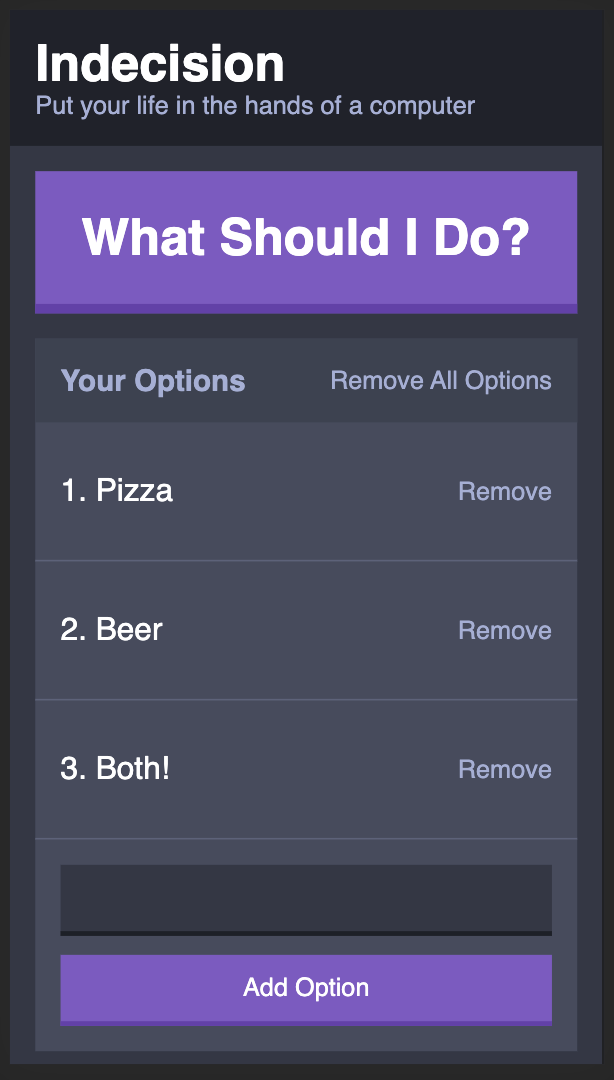 Indecision
Put your life in the hands of a computer
What Should I Do?
Your Options Remove All Options
1. Pizza Remove
2. Beer Remove
3. Both! Remove
Add Option